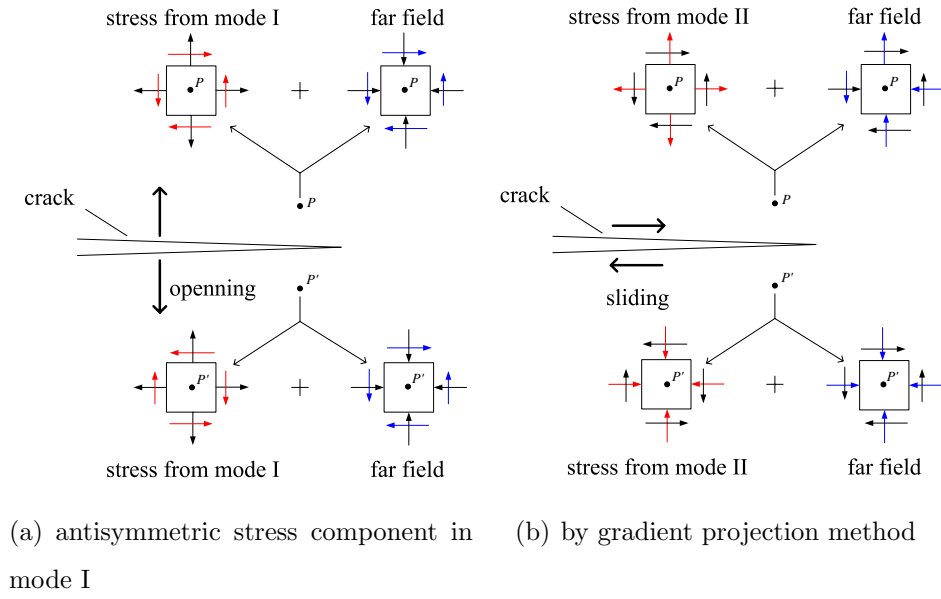 stress from mode I
far field
P
+
P
crack
P
openning
P'
P'
+
P'
stress from mode I
far field
stress from mode II
far field
P
+
P
crack
P
sliding
P'
P'
+
P'
stress from mode II
far field
(a) antisymmetric stress component in
mode I
(b) by gradient projection method